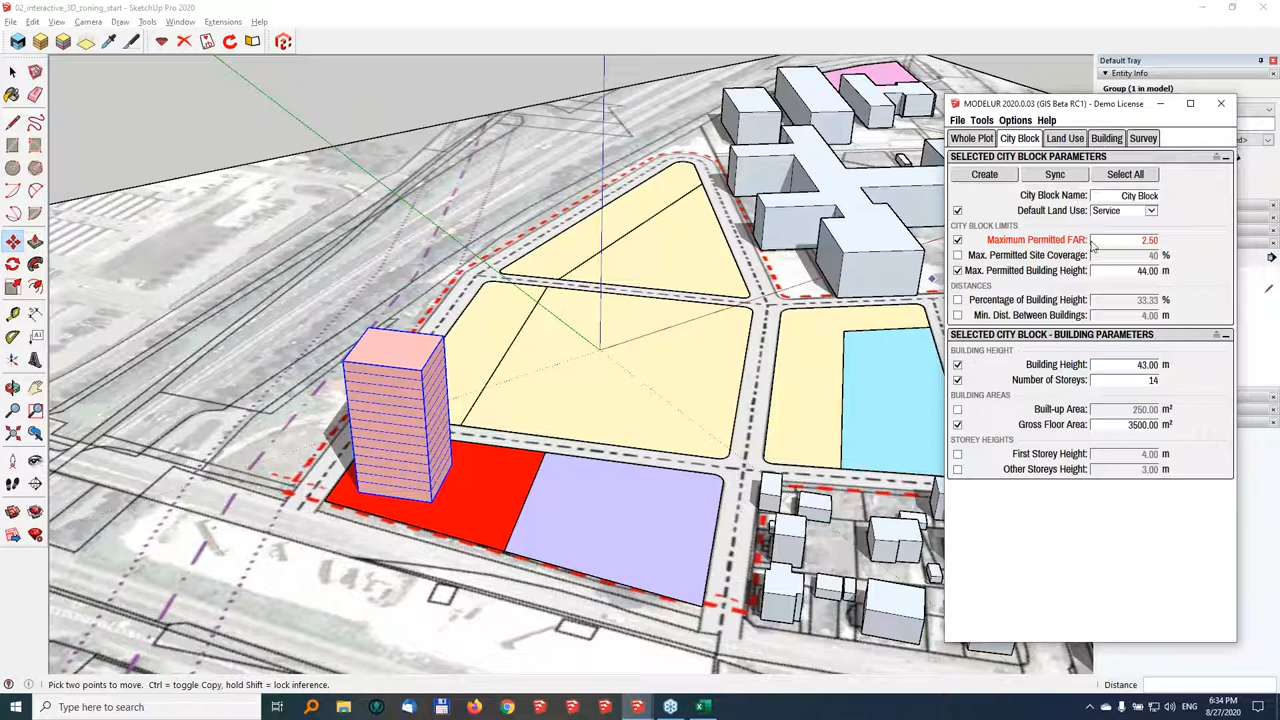 02_interactive_3D_zoning_start - SketchUp Pro 2020
File Edit View Camera Draw Tools Window Extensions Help
Default Tray
Entity Info
Group (1 in model)
MODELUR 2020.0.03 (GIS Beta RC1) - Demo License
File Tools Options Help
Whole Plot City Block Land Use Building Survey
SELECTED CITY BLOCK PARAMETERS
Create Sync Select All
City Block Name: City Block
Default Land Use: Service
CITY BLOCK LIMITS
Maximum Permitted FAR: 2.50
Max. Permitted Site Coverage: 40 %
Max. Permitted Building Height: 44.00 m
DISTANCES
Percentage of Building Height: 33.33 %
Min. Dist. Between Buildings: 4.00 m
SELECTED CITY BLOCK - BUILDING PARAMETERS
BUILDING HEIGHT
Building Height: 43.00 m
Number of Storeys: 14
BUILDING AREAS
Built-up Area: 250.00 m²
Gross Floor Area: 3500.00 m²
STOREY HEIGHTS
First Storey Height: 4.00 m
Other Storeys Height: 3.00 m
Pick two points to move. Ctrl = toggle Copy, hold Shift = lock inference.
Distance
Type here to search
ENG
6:34 PM
8/27/2020